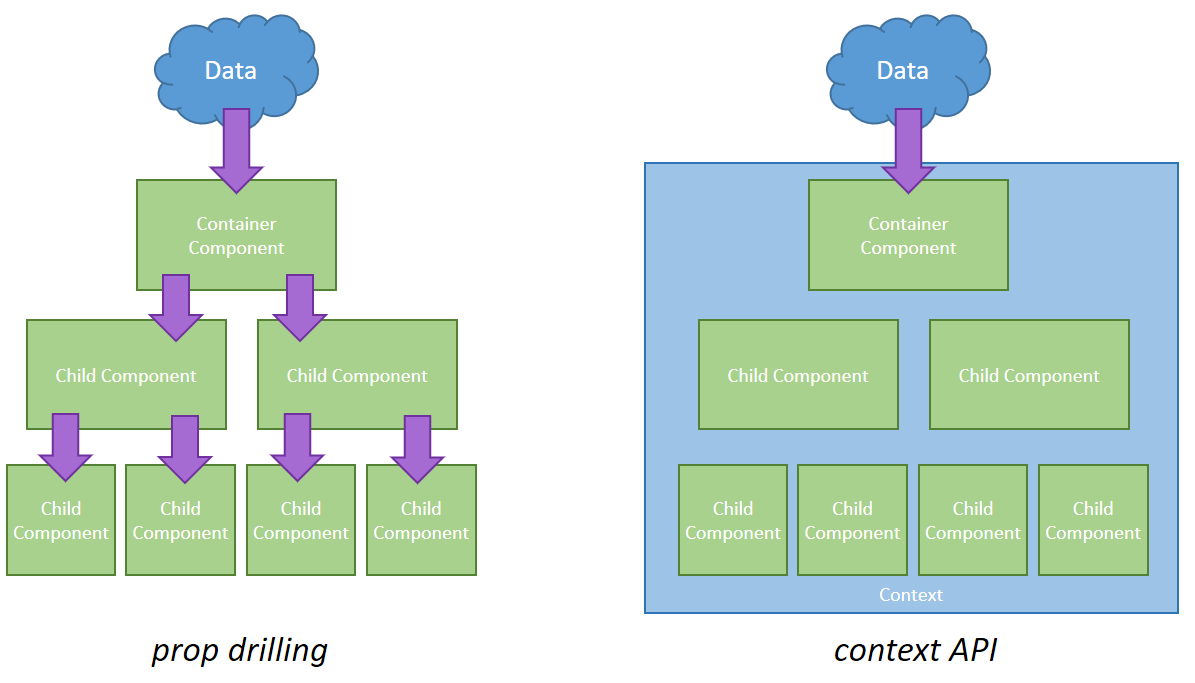 Data
Container
Component
Child Component
Child Component
Child
Component
Child
Component
Child
Component
Child
Component
prop drilling
Data
Container
Component
Child Component
Child Component
Child
Component
Child
Component
Child
Component
Child
Component
Context
context API